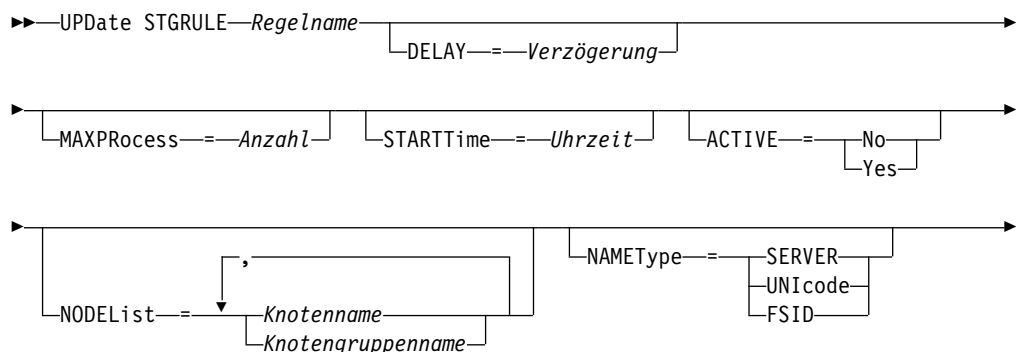 UPDate STGRULE Regelname
DELAY = Verzögerung
MAXPRocess = Anzahl STARTTime = Uhrzeit ACTIVE = No
Yes
,
NODEList = Knotenname
Knotengruppenname
NAMEType = SERVER
UNIcode
FSID